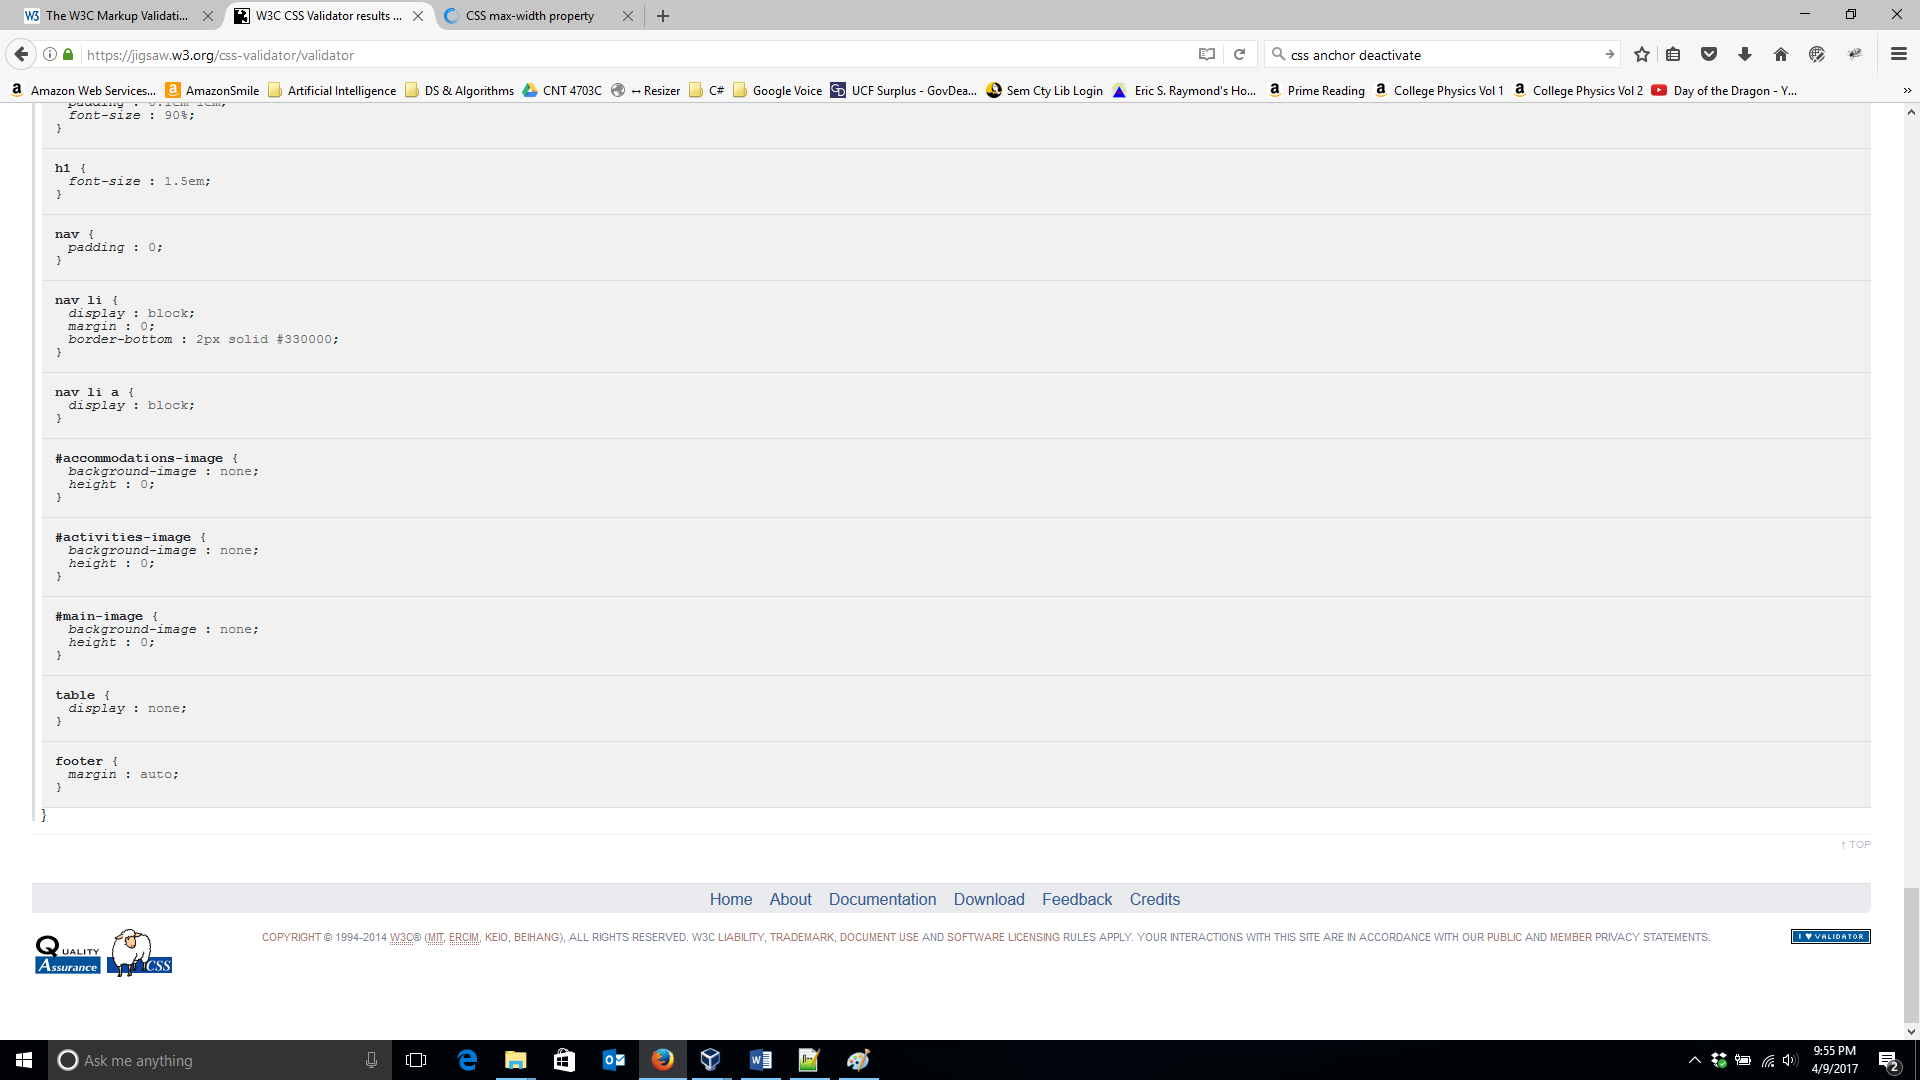 The W3C Markup Validati...
W3C CSS Validator results ...
CSS max-width property
https://jigsaw.w3.org/css-validator/validator
css anchor deactivate
Amazon Web Services...
AmazonSmile
Artificial Intelligence
DS & Algorithms
CNT 4703C
↔ Resizer
C#
Google Voice
UCF Surplus - GovDea...
Sem Cty Lib Login
Eric S. Raymond's Ho...
Prime Reading
College Physics Vol 1
College Physics Vol 2
Day of the Dragon - Y...
padding : 0.1em 1em;
font-size : 90%;
}
h1 {
font-size : 1.5em;
}
nav {
padding : 0;
}
nav li {
display : block;
margin : 0;
border-bottom : 2px solid #330000;
}
nav li a {
display : block;
}
#accommodations-image {
background-image : none;
height : 0;
}
#activities-image {
background-image : none;
height : 0;
}
#main-image {
background-image : none;
height : 0;
}
table {
display : none;
}
footer {
margin : auto;
}
}
↑ TOP
Home About Documentation Download Feedback Credits
QUALITY
Assurance
CSS
COPYRIGHT © 1994-2014 W3C® (MIT, ERCIM, KEIO, BEIHANG), ALL RIGHTS RESERVED. W3C LIABILITY, TRADEMARK, DOCUMENT USE AND SOFTWARE LICENSING RULES APPLY. YOUR INTERACTIONS WITH THIS SITE ARE IN ACCORDANCE WITH OUR PUBLIC AND MEMBER PRIVACY STATEMENTS.
I ♥ VALIDATOR
Ask me anything
9:55 PM
4/9/2017
2